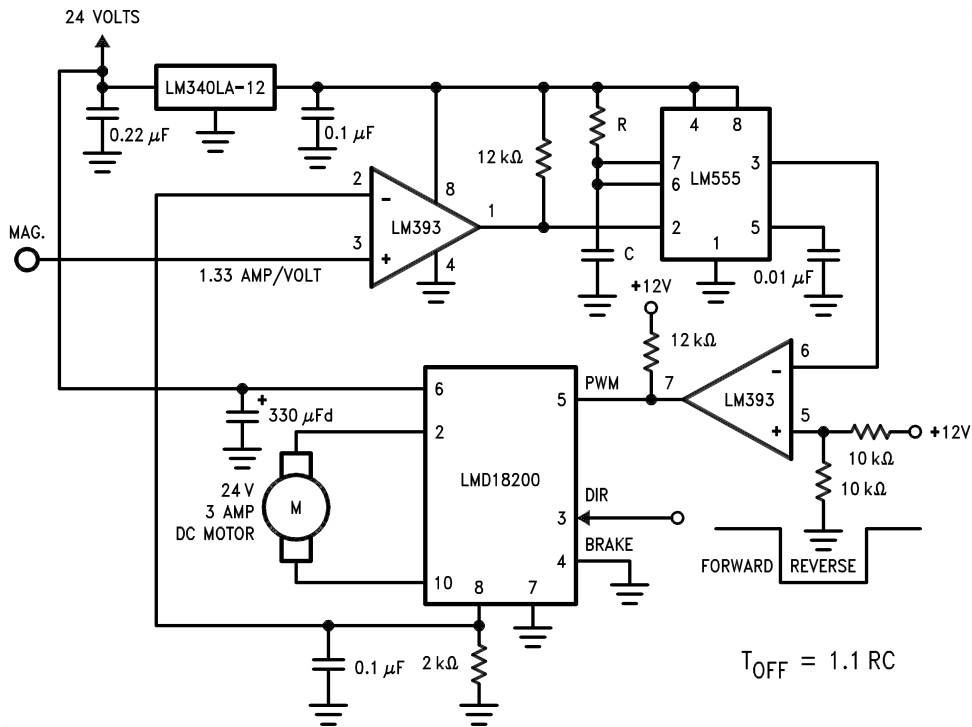 24 VOLTS
LM340LA-12
0.22 μF
0.1 μF
12 kΩ
R
4
8
7
6
LM555
3
2
5
1
C
0.01 μF
2
8
LM393
1
MAG.
3
4
1.33 AMP/VOLT
+12V
12 kΩ
6
PWM
7
LM393
5
6
5
+12V
10 kΩ
10 kΩ
+
330 μFd
2
LMD18200
24 V
3 AMP
DC MOTOR
M
DIR
3
BRAKE
4
FORWARD
REVERSE
10
8
7
0.1 μF
2 kΩ
T_OFF = 1.1 RC